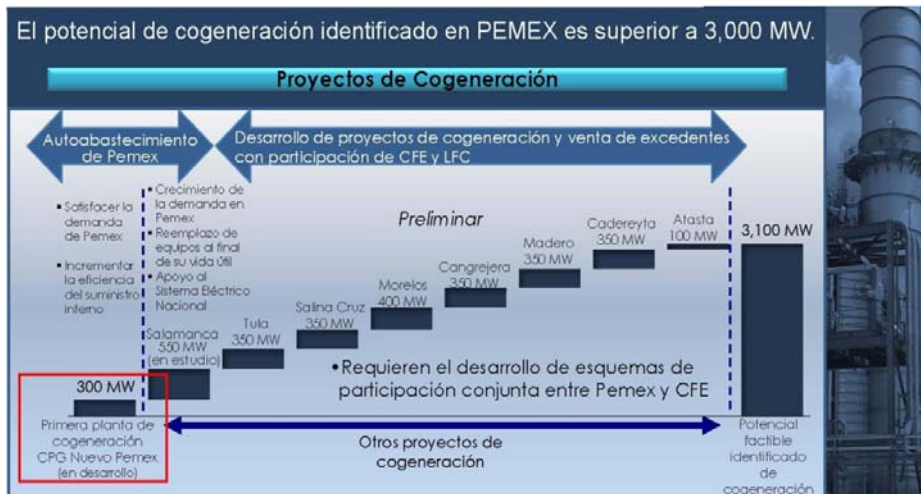 El potencial de cogeneración identificado en PEMEX es superior a 3,000 MW.
Proyectos de Cogeneración
Autoabastecimiento
de Pemex
Desarrollo de proyectos de cogeneración y venta de excedentes
con participación de CFE y LFC
• Satisfacer la
demanda
de Pemex
• Incrementar
la eficiencia
del suministro
interno
• Crecimiento de
la demanda en
Pemex
• Reemplazo de
equipos al final
de su vida útil
• Apoyo al
Sistema Eléctrico
Nacional
Preliminar
300 MW
Salamanca
550 MW
(en estudio)
Tula
350 MW
Salina Cruz
350 MW
Morelos
400 MW
Cangrejera
350 MW
Madero
350 MW
Cadereyta
350 MW
Atasta
100 MW
3,100 MW
• Requieren el desarrollo de esquemas de
participación conjunta entre Pemex y CFE
Primera planta de
cogeneración
CPG Nuevo Pemex
(en desarrollo)
Otros proyectos de
cogeneración
Potencial
factible
identificado
de
cogeneración